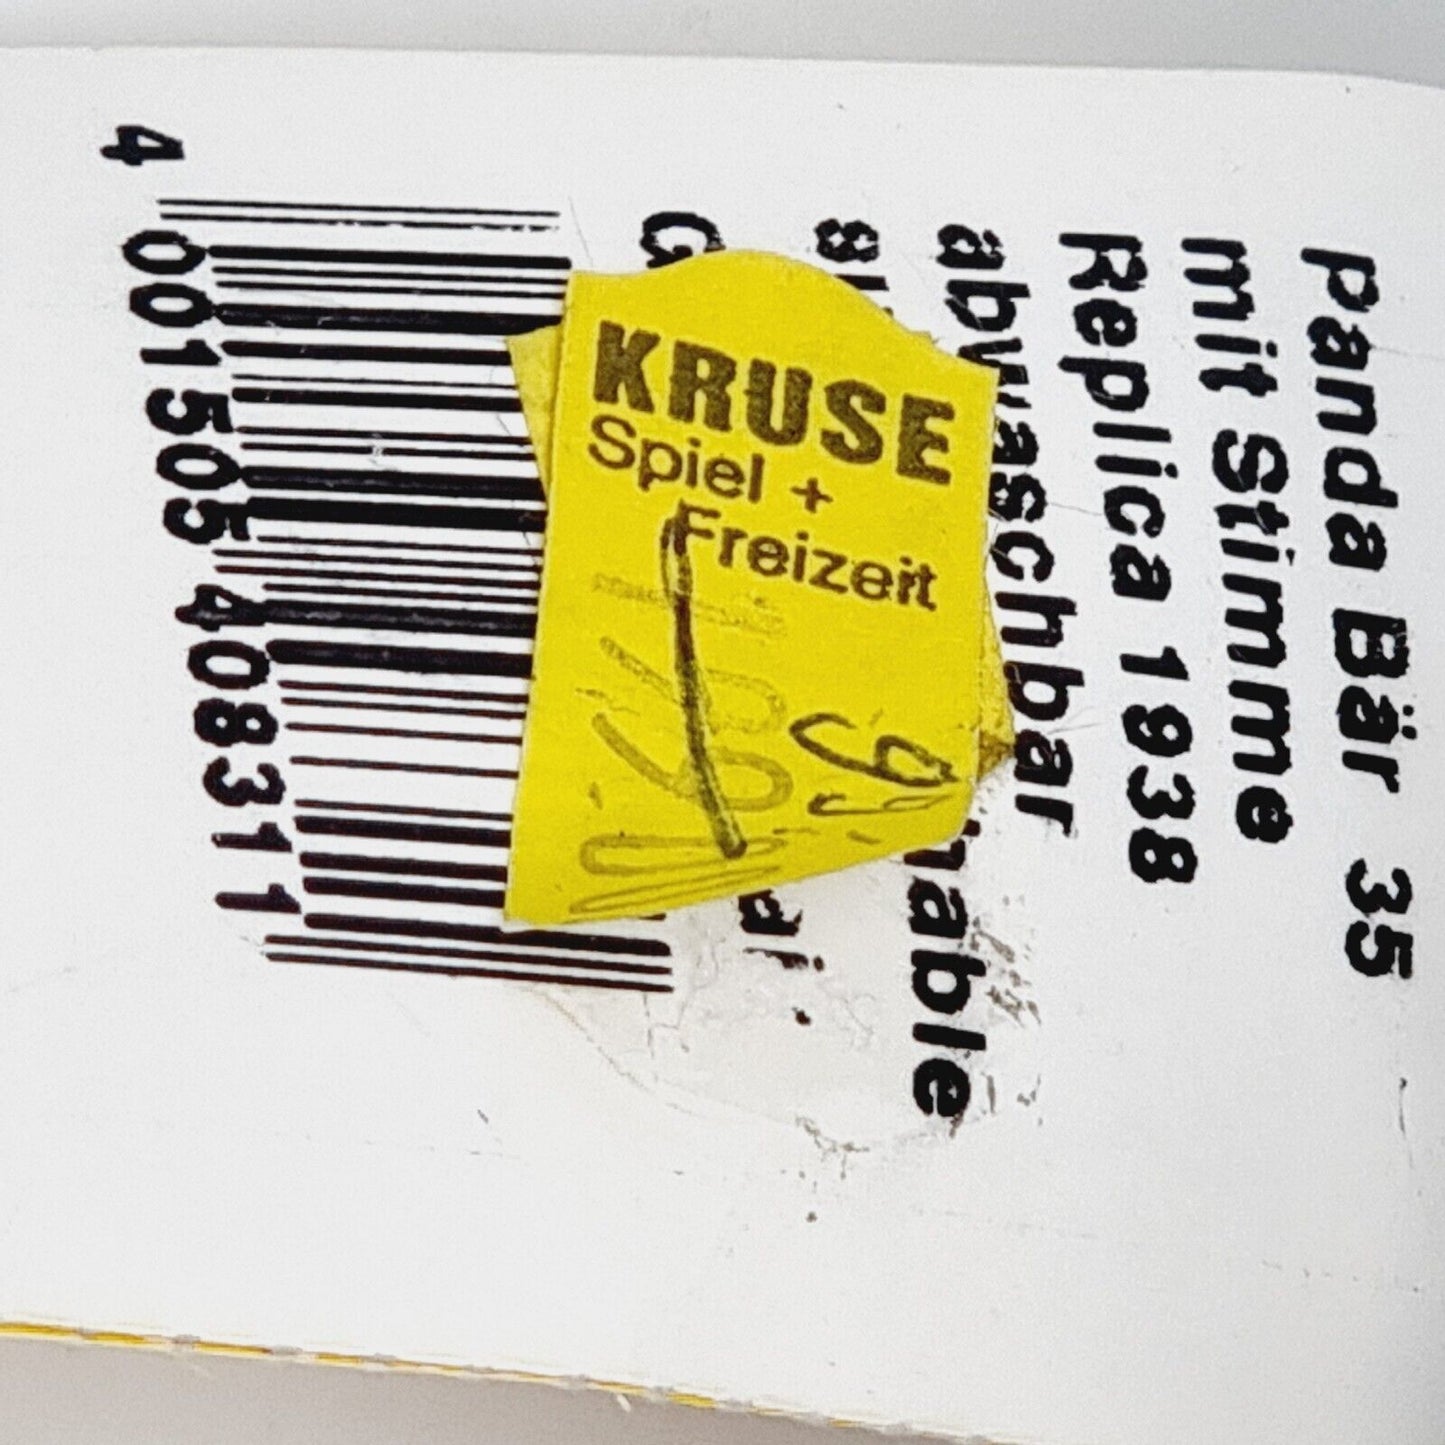 Panda Bär 35
mit Stimme
Replica 1938
abwaschbar
KRUSE
Spiel +
Freizeit
4 001505 408311